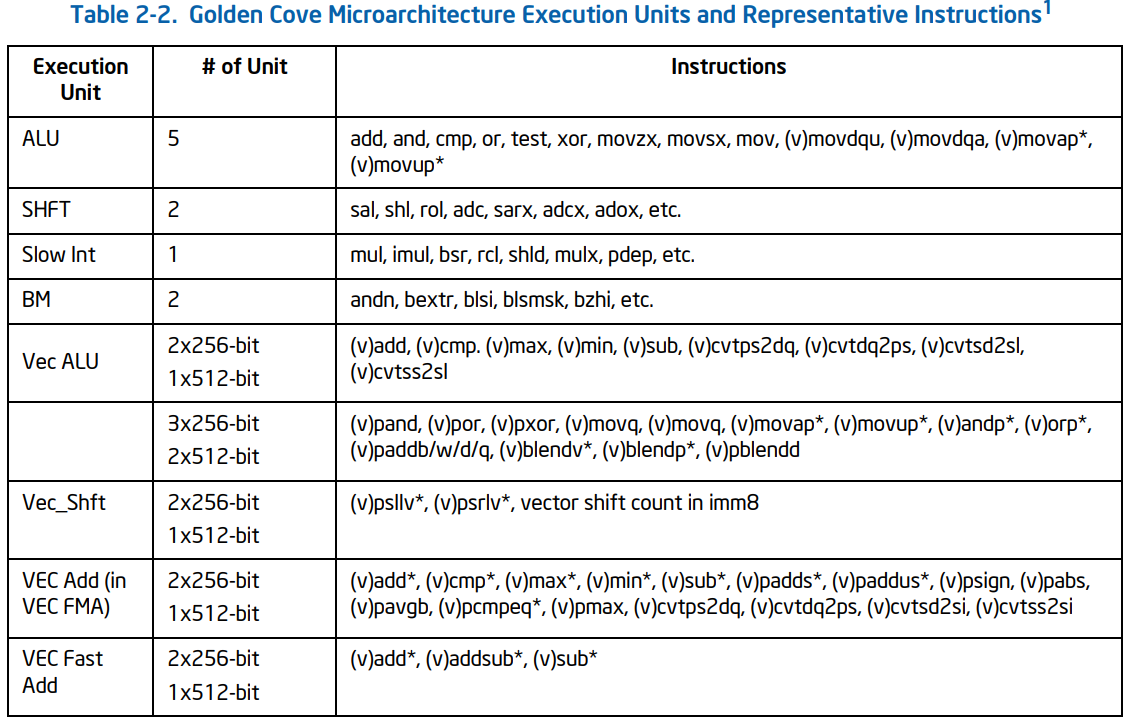 Table 2-2. Golden Cove Microarchitecture Execution Units and Representative Instructions1
Execution
Unit
# of Unit
Instructions
ALU
5
add, and, cmp, or, test, xor, movzx, movsx, mov, (v)movdqu, (v)movdqa, (v)movap*,
(v)movup*
SHFT
2
sal, shl, rol, adc, sarx, adcx, adox, etc.
Slow Int
1
mul, imul, bsr, rcl, shld, mulx, pdep, etc.
BM
2
andn, bextr, blsi, blsmsk, bzhi, etc.
Vec ALU
2x256-bit
1x512-bit
(v)add, (v)cmp. (v)max, (v)min, (v)sub, (v)cvtps2dq, (v)cvtdq2ps, (v)cvtsd2sl,
(v)cvtss2sl
3x256-bit
2x512-bit
(v)pand, (v)por, (v)pxor, (v)movq, (v)movq, (v)movap*, (v)movup*, (v)andp*, (v)orp*,
(v)paddb/w/d/q, (v)blendv*, (v)blendp*, (v)pblendd
Vec_Shft
2x256-bit
1x512-bit
(v)psllv*, (v)psrlv*, vector shift count in imm8
VEC Add (in
VEC FMA)
2x256-bit
1x512-bit
(v)add*, (v)cmp*, (v)max*, (v)min*, (v)sub*, (v)padds*, (v)paddus*, (v)psign, (v)pabs,
(v)pavgb, (v)pcmpeq*, (v)pmax, (v)cvtps2dq, (v)cvtdq2ps, (v)cvtsd2si, (v)cvtss2si
VEC Fast
Add
2x256-bit
1x512-bit
(v)add*, (v)addsub*, (v)sub*